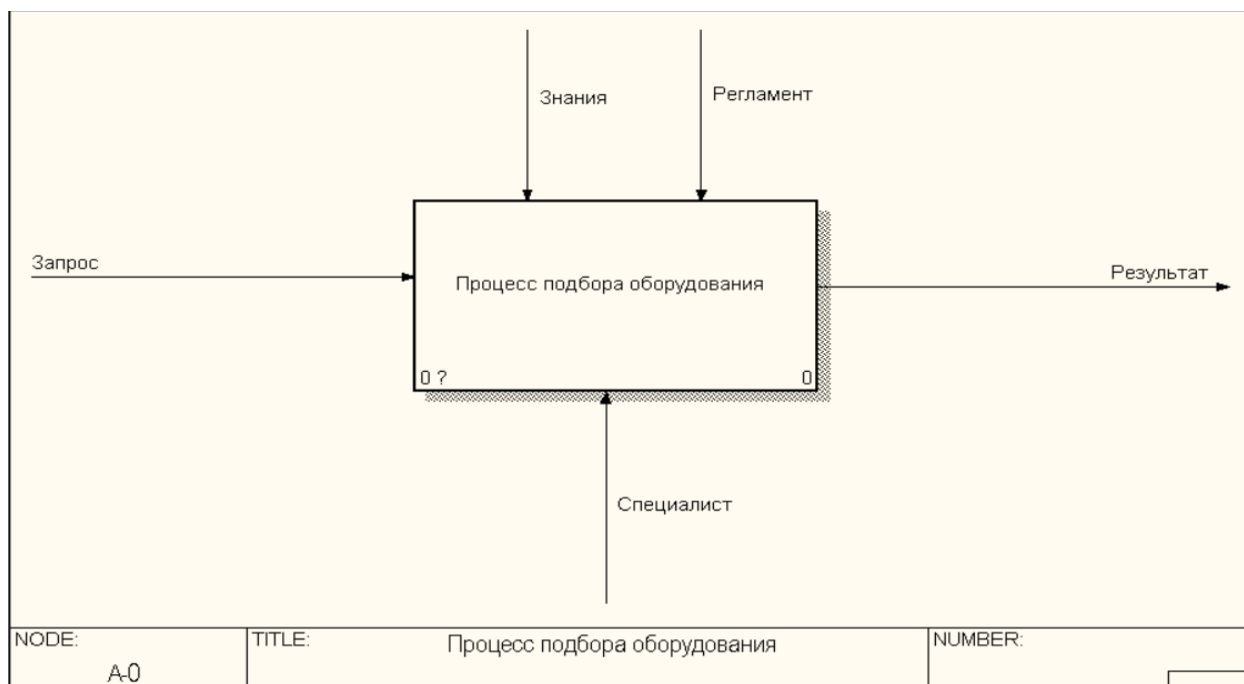 Знания
Регламент
Запрос
Процесс подбора оборудования
Результат
0 ?
0
Специалист
NODE:
TITLE:
Процесс подбора оборудования
NUMBER:
A-0